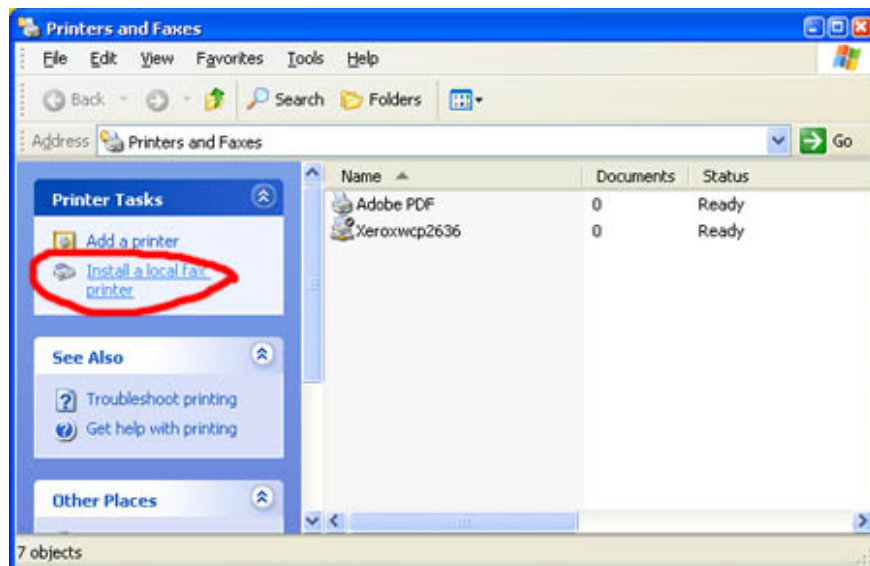 Printers and Faxes
File Edit View Favorites Tools Help
Back Search Folders
Address Printers and Faxes Go
Printer Tasks
Add a printer
Install a local fax
printer
See Also
Troubleshoot printing
Get help with printing
Other Places
Name Documents Status
Adobe PDF 0 Ready
Xeroxwcp2636 0 Ready
7 objects